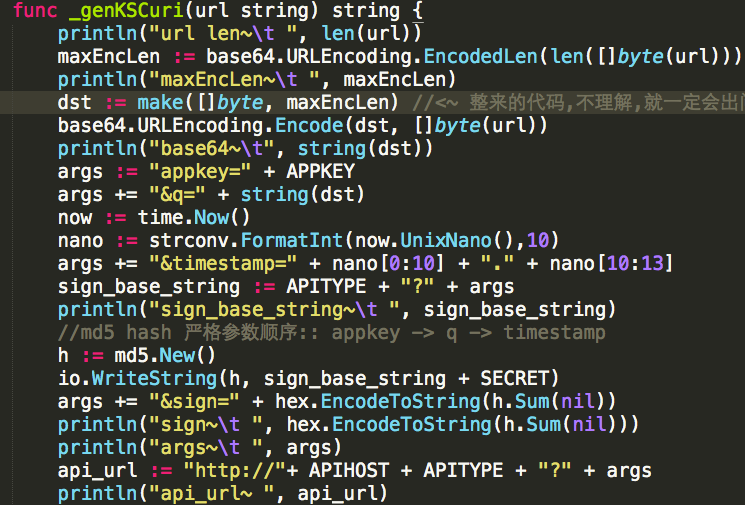 func _genKSCuri(url string) string {
    println("url len~\t ", len(url))
    maxEncLen := base64.URLEncoding.EncodedLen(len([]byte(url)))
    println("maxEncLen~\t ", maxEncLen)
    dst := make([]byte, maxEncLen) //<~ 整来的代码,不理解,就一定会出
    base64.URLEncoding.Encode(dst, []byte(url))
    println("base64~\t", string(dst))
    args := "appkey=" + APPKEY
    args += "&q=" + string(dst)
    now := time.Now()
    nano := strconv.FormatInt(now.UnixNano(),10)
    args += "&timestamp=" + nano[0:10] + "." + nano[10:13]
    sign_base_string := APITYPE + "?" + args
    println("sign_base_string~\t ", sign_base_string)
    //md5 hash 严格参数顺序:: appkey -> q -> timestamp
    h := md5.New()
    io.WriteString(h, sign_base_string + SECRET)
    args += "&sign=" + hex.EncodeToString(h.Sum(nil))
    println("sign~\t ", hex.EncodeToString(h.Sum(nil)))
    println("args~\t ", args)
    api_url := "http://"+ APIHOST + APITYPE + "?" + args
    println("api_url~ ", api_url)